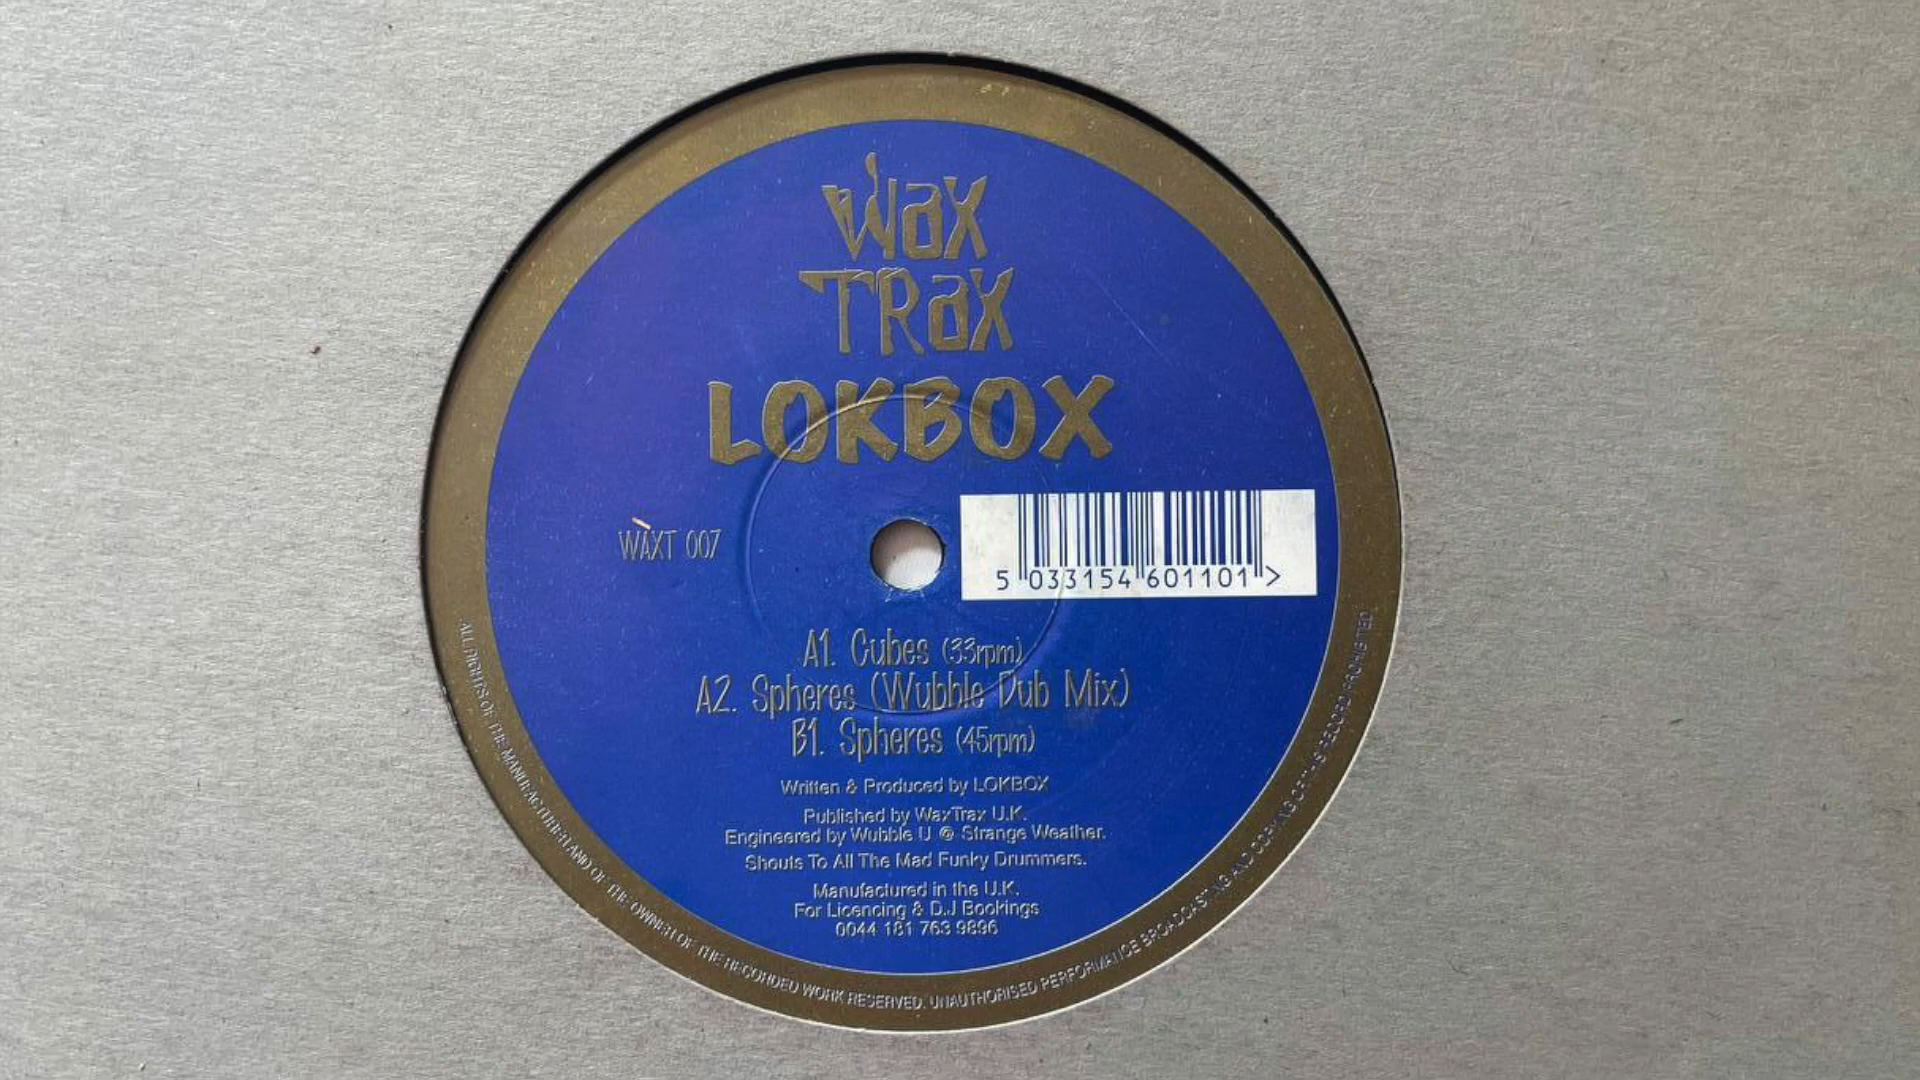 Wax
TRax
LOKBOX
WAXT 007
5 033154 601101 >
A1. Cubes (33rpm)
A2. Spheres (Wubble Dub Mix)
B1. Spheres (45rpm)
Written & Produced by LOKBOX
Published by WaxTrax U.K.
Engineered by Wubble U @ Strange Weather.
Shouts To All The Mad Funky Drummers.
Manufactured in the U.K.
For Licencing & D.J Bookings
0044 181 763 9896
ALL RIGHTS OF THE MANUFACTURER AND OF THE OWNER OF THE RECORDED WORK RESERVED. UNAUTHORISED PERFORMANCE BROADCASTING AND COPYING OF THIS RECORD PROHIBITED